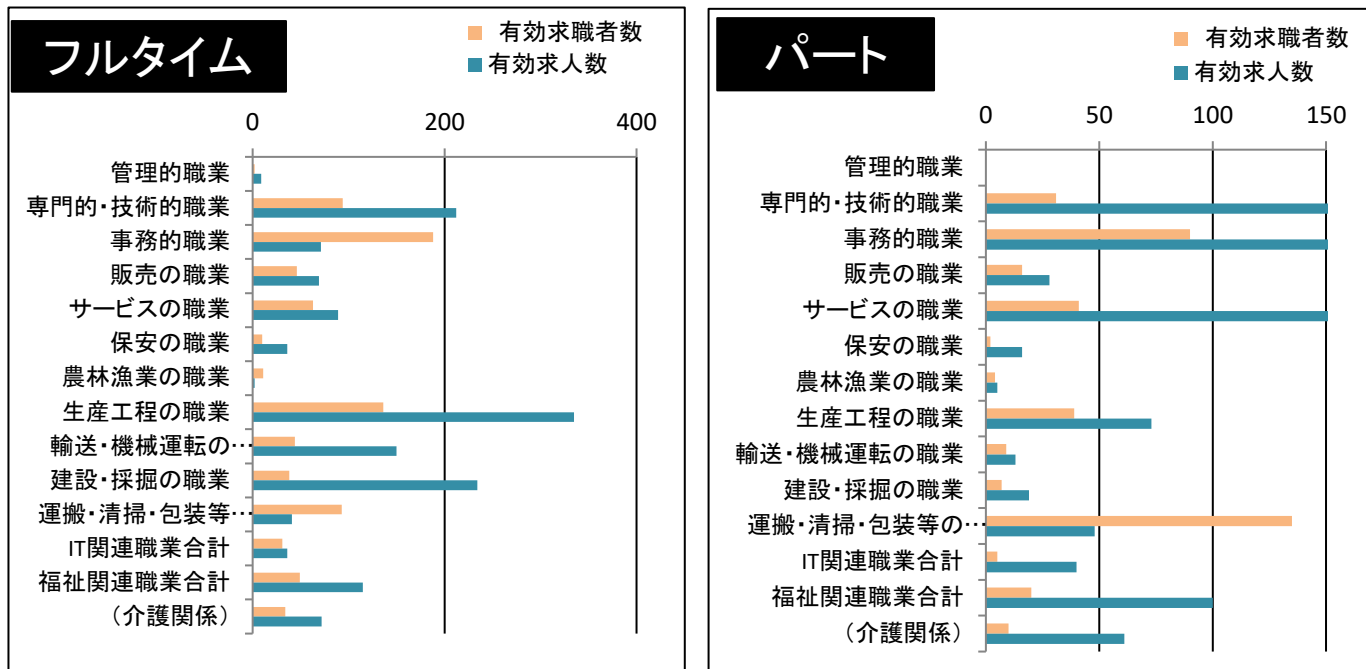 フルタイム
有効求職者数
有効求人数
0 200 400
管理的職業
専門的・技術的職業
事務的職業
販売の職業
サービスの職業
保安の職業
農林漁業の職業
生産工程の職業
輸送・機械運転の…
建設・採掘の職業
運搬・清掃・包装等…
IT関連職業合計
福祉関連職業合計
(介護関係)
パート
有効求職者数
有効求人数
0 50 100 150
管理的職業
専門的・技術的職業
事務的職業
販売の職業
サービスの職業
保安の職業
農林漁業の職業
生産工程の職業
輸送・機械運転の職業
建設・採掘の職業
運搬・清掃・包装等の…
IT関連職業合計
福祉関連職業合計
(介護関係)